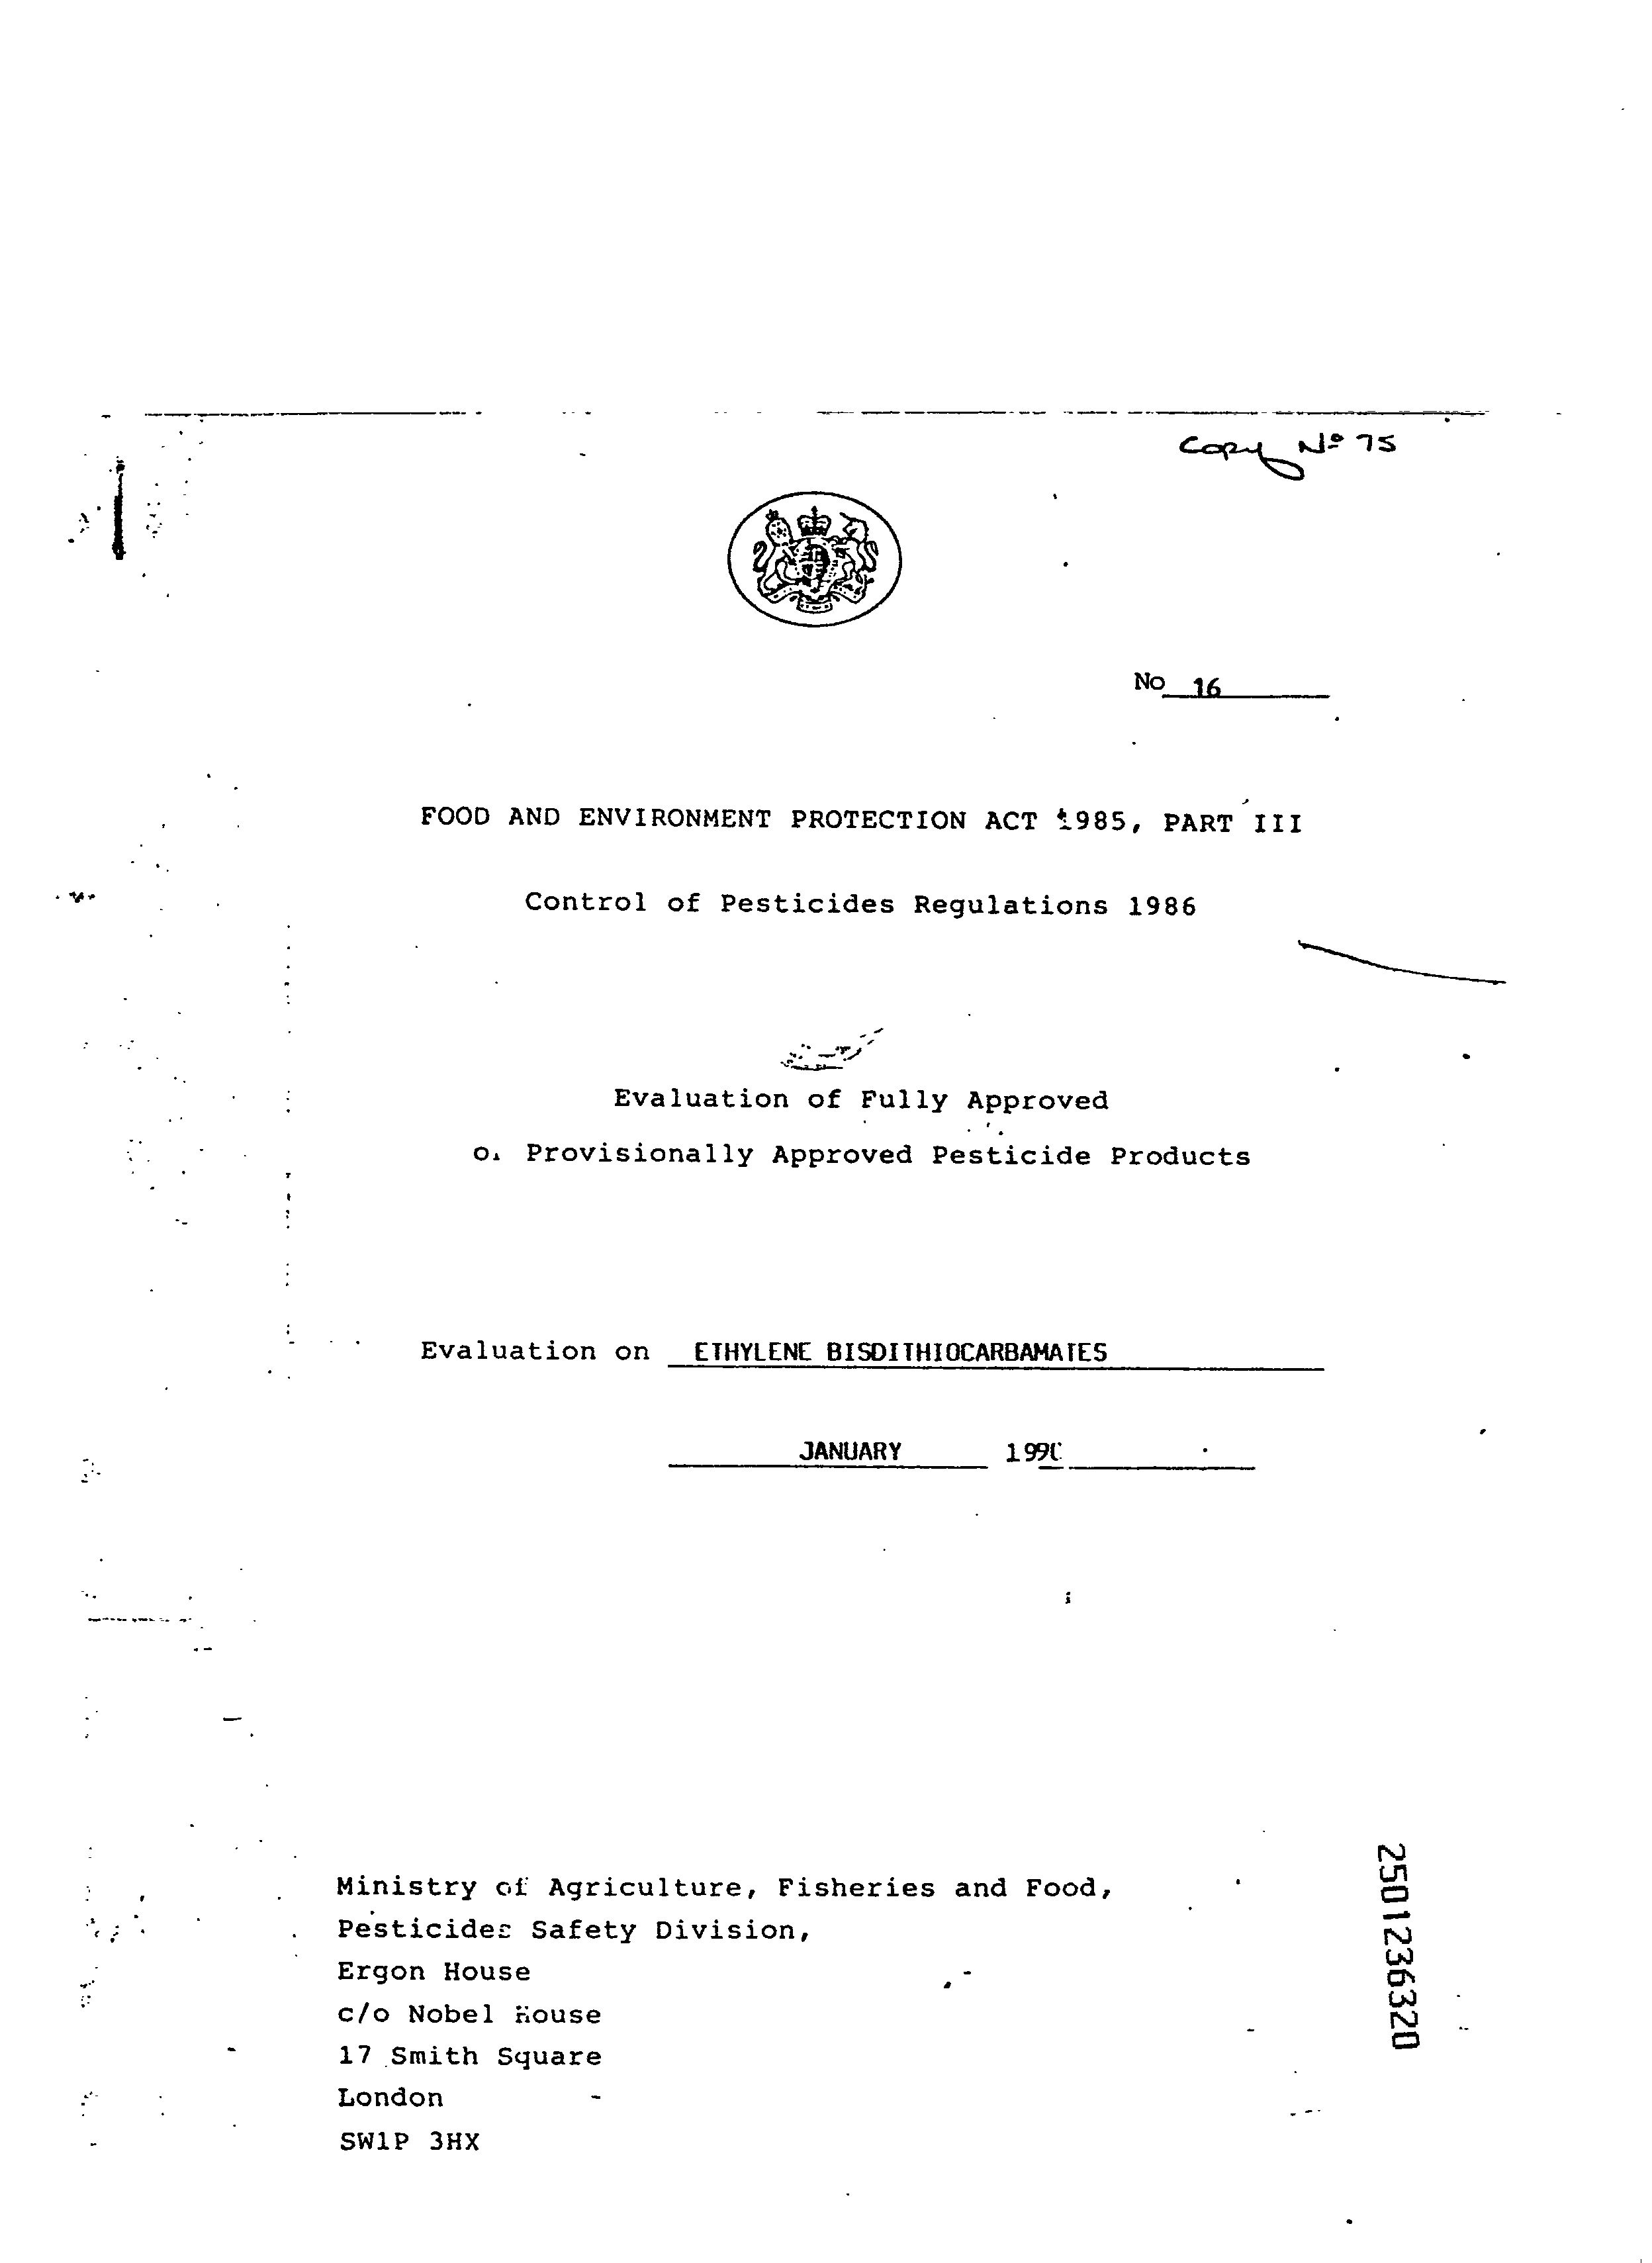 Copy No 75
No 16
FOOD AND ENVIRONMENT PROTECTION ACT 1985, PART III
Control of Pesticides Regulations 1986
Evaluation of Fully Approved
Provisionally Approved Pesticide Products
Evaluation on ETHYLENE BISDITHIOCARBAMATES
JANUARY 1990
Ministry of Agriculture, Fisheries and Food,
Pesticides Safety Division,
Ergon House
c/o Nobel House
17 Smith Square
London
SW1P 3HX
2501236320